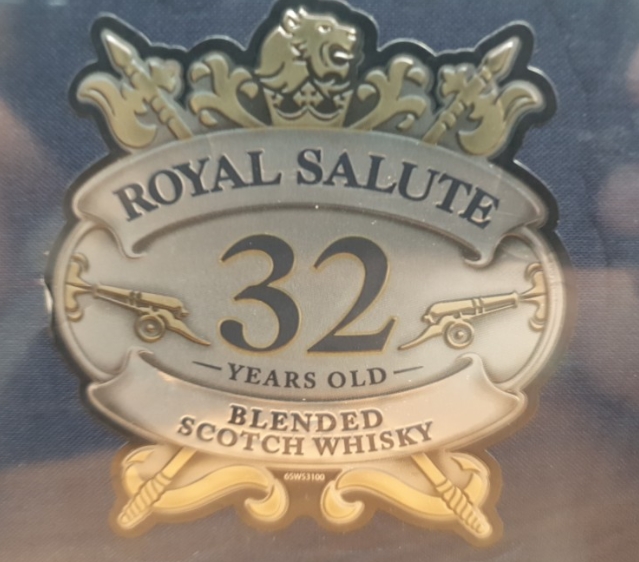 ROYAL SALUTE
32
YEARS OLD
BLENDED
SCOTCH WHISKY